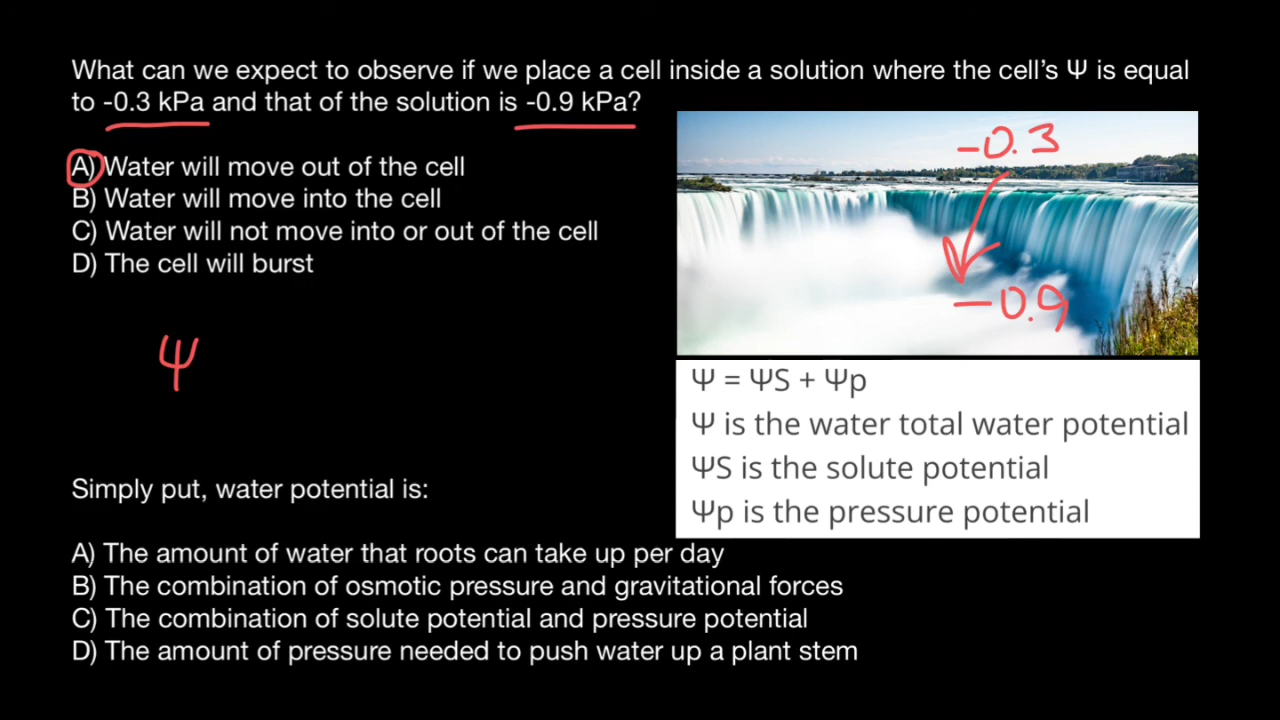 What can we expect to observe if we place a cell inside a solution where the cell's Ψ is equal
to -0.3 kPa and that of the solution is -0.9 kPa?
A) Water will move out of the cell
B) Water will move into the cell
C) Water will not move into or out of the cell
D) The cell will burst
-0.3
-0.9
Ψ
Ψ = ΨS + Ψp
Ψ is the water total water potential
ΨS is the solute potential
Ψp is the pressure potential
Simply put, water potential is:
A) The amount of water that roots can take up per day
B) The combination of osmotic pressure and gravitational forces
C) The combination of solute potential and pressure potential
D) The amount of pressure needed to push water up a plant stem